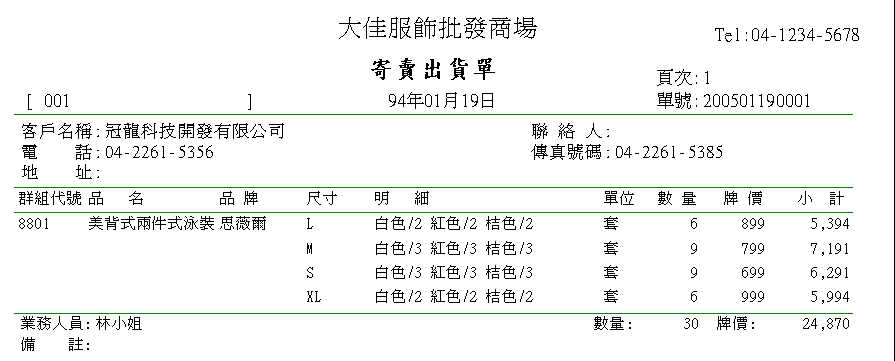 大佳服飾批發商場
Tel:04-1234-5678
寄賣出貨單
頁次:1
[ 001 ] 94年01月19日 單號:200501190001
客戶名稱:冠龍科技開發有限公司 聯 絡 人:
電 話:04-2261-5356 傳真號碼:04-2261-5385
地 址:
群組代號 品 名 品 牌 尺寸 明 細 單位 數 量 牌 價 小 計
8801 美背式兩件式泳裝 思薇爾 L 白色/2 紅色/2 桔色/2 套 6 899 5,394
M 白色/3 紅色/3 桔色/3 套 9 799 7,191
S 白色/3 紅色/3 桔色/3 套 9 699 6,291
XL 白色/2 紅色/2 桔色/2 套 6 999 5,994
業務人員:林小姐 數量: 30 牌價: 24,870
備 註: